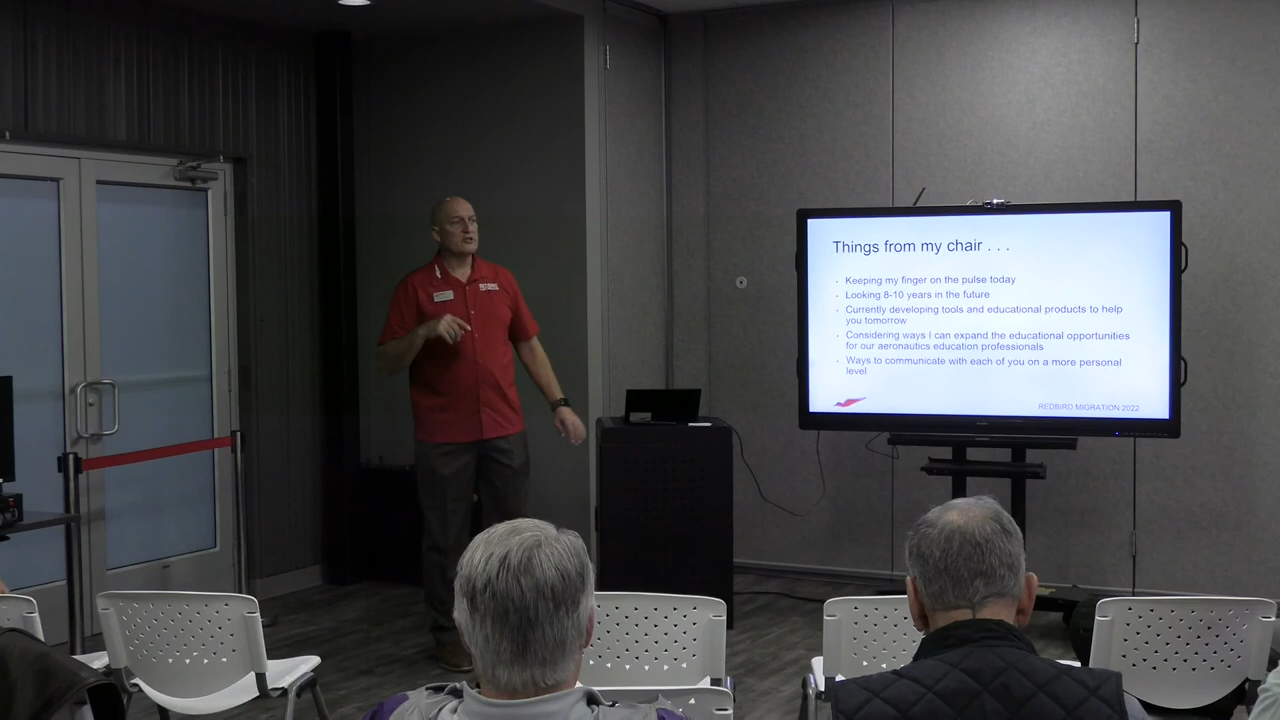 Things from my chair . . .
· Keeping my finger on the pulse today
· Looking 8-10 years in the future
· Currently developing tools and educational products to help
you tomorrow
· Considering ways I can expand the educational opportunities
for our aeronautics education professionals
· Ways to communicate with each of you on a more personal
level
REDBIRD MIGRATION 2022
REDBIRD